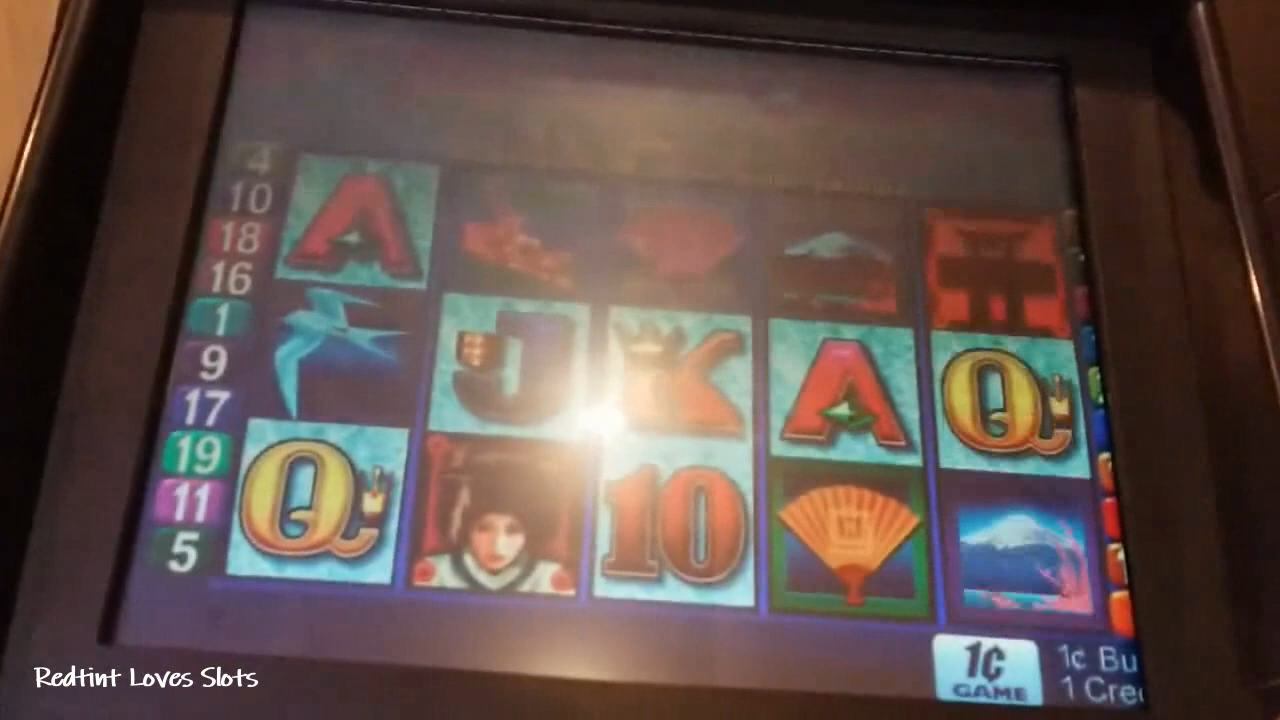 4
10
18
16
1
9
17
19
11
5
A
J K A Q
Q 10
1¢
GAME
1¢ Bu
1 Cre
Redtint Loves Slots